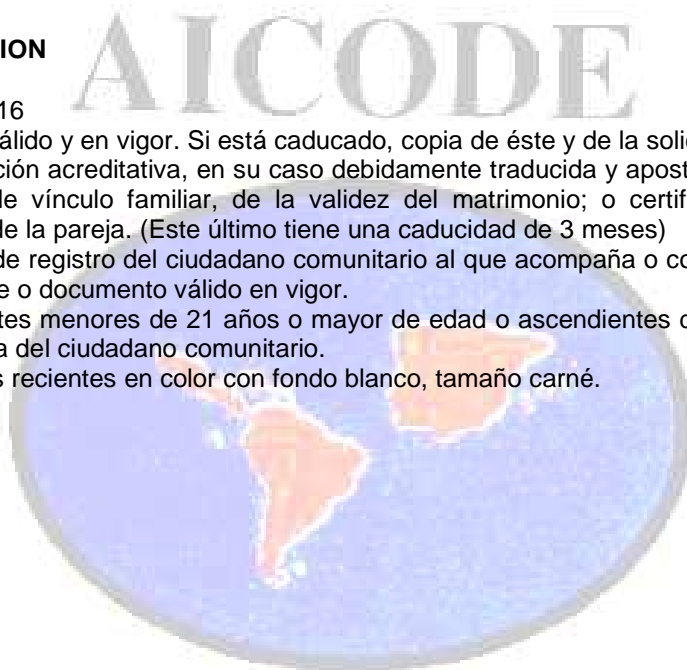 AICODE
ION
16
álido y en vigor. Si está caducado, copia de éste y de la solic
ción acreditativa, en su caso debidamente traducida y apost
de vínculo familiar, de la validez del matrimonio; o certif
de la pareja. (Este último tiene una caducidad de 3 meses)
de registro del ciudadano comunitario al que acompaña o co
e o documento válido en vigor.
tes menores de 21 años o mayor de edad o ascendientes c
a del ciudadano comunitario.
s recientes en color con fondo blanco, tamaño carné.